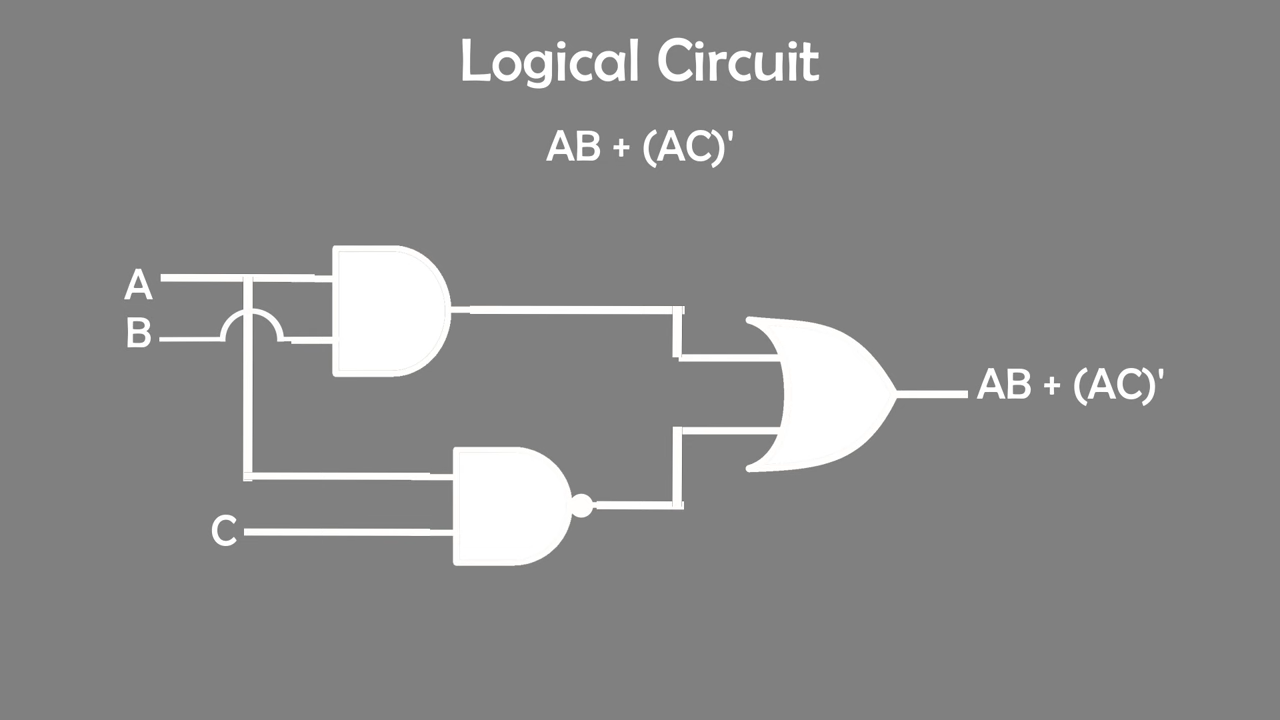 Logical Circuit
AB + (AC)'
A
B
AB + (AC)'
C